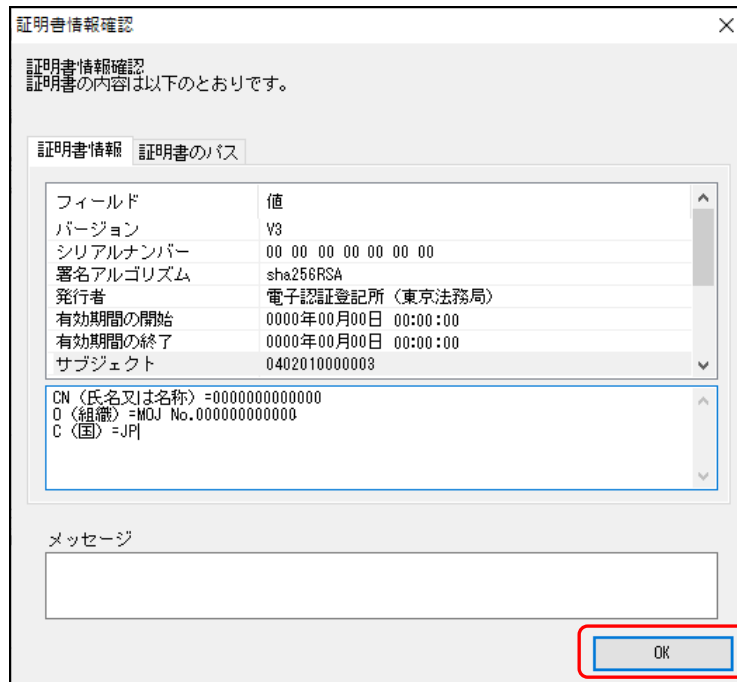 証明書情報確認
証明書情報確認
証明書の内容は以下のとおりです。
証明書情報 証明書のパス
フィールド 値
バージョン V3
シリアルナンバー 00 00 00 00 00 00 00
署名アルゴリズム sha256RSA
発行者 電子認証登記所（東京法務局）
有効期間の開始 0000年00月00日 00:00:00
有効期間の終了 0000年00月00日 00:00:00
サブジェクト 0402010000003
CN（氏名又は名称）=0000000000000
O（組織）=MOJ No.000000000000
C（国）=JP
メッセージ
OK